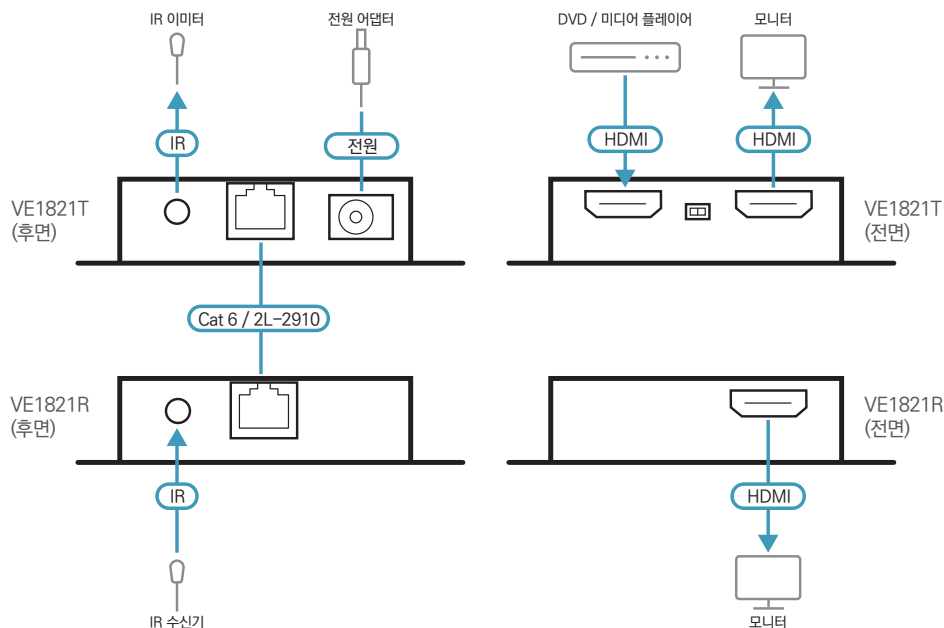 IR 이미터
전원 어댑터
DVD / 미디어 플레이어
모니터
IR
전원
HDMI
HDMI
VE1821T
(후면)
VE1821T
(전면)
Cat 6 / 2L-2910
VE1821R
(후면)
VE1821R
(전면)
IR
HDMI
IR 수신기
모니터